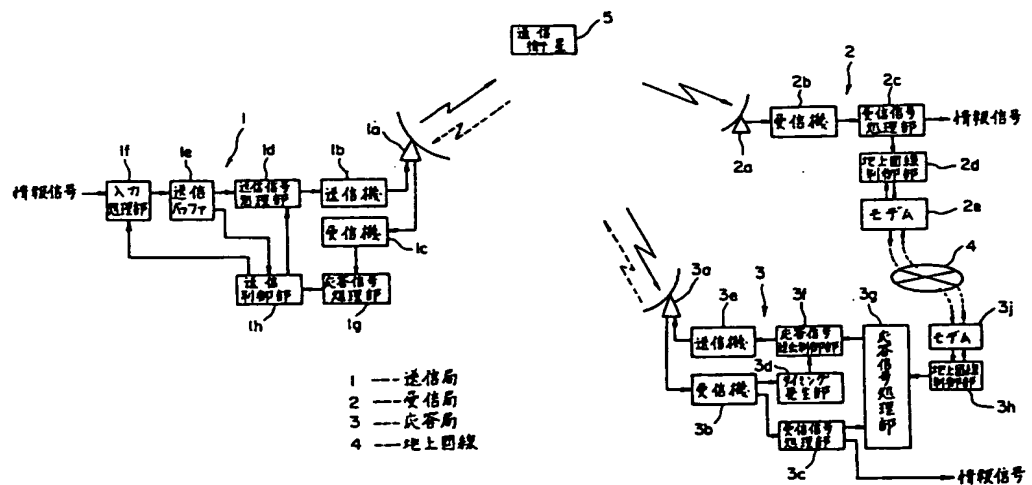 5
送信
衛星
1
1f
1e
1d
1b
1a
情報信号
入力
処理部
送信
バッファ
送信信号
処理部
送信機
受信機
1c
送信
制御部
1h
応答信号
処理部
1g
2
2b
2c
2a
受信機
受信信号
処理部
情報信号
地上回線
制御部
2d
モデム
2e
4
3a
3
3e
3f
3g
3j
送信機
応答信号
送出制御部
応答信号処理部
モデム
3d
タイミング
発生部
地上回線
制御部
3h
受信機
3b
受信信号
処理部
3c
情報信号
1 --- 送信局
2 --- 受信局
3 --- 応答局
4 --- 地上回線